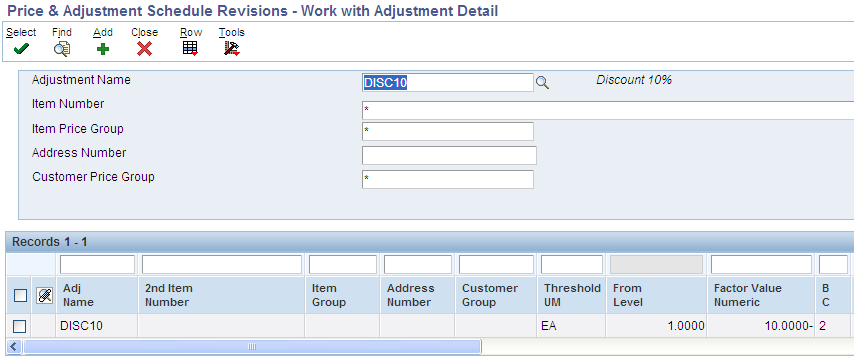 Price & Adjustment Schedule Revisions - Work with Adjustment Detail
Select Find Add Close Row Tools
Adjustment Name DISC10 Discount 10%
Item Number *
Item Price Group *
Address Number
Customer Price Group *
Records 1 - 1
Adj 2nd Item Item Address Customer Threshold From Factor Value B
Name Number Group Number Group UM Level Numeric C
DISC10 EA 1.0000 10.0000- 2